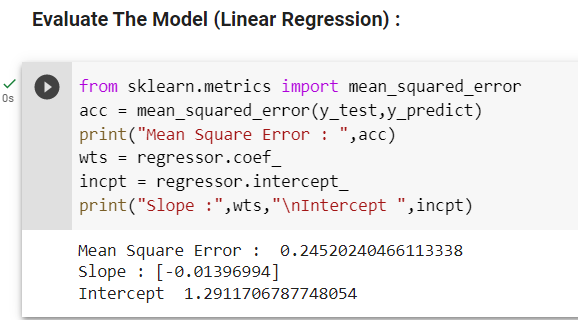 Evaluate The Model (Linear Regression) :
0s
from sklearn.metrics import mean_squared_error
acc = mean_squared_error(y_test,y_predict)
print("Mean Square Error : ",acc)
wts = regressor.coef_
incpt = regressor.intercept_
print("Slope :",wts,"\nIntercept ",incpt)
Mean Square Error :  0.24520240466113338
Slope : [-0.01396994]
Intercept  1.2911706787748054